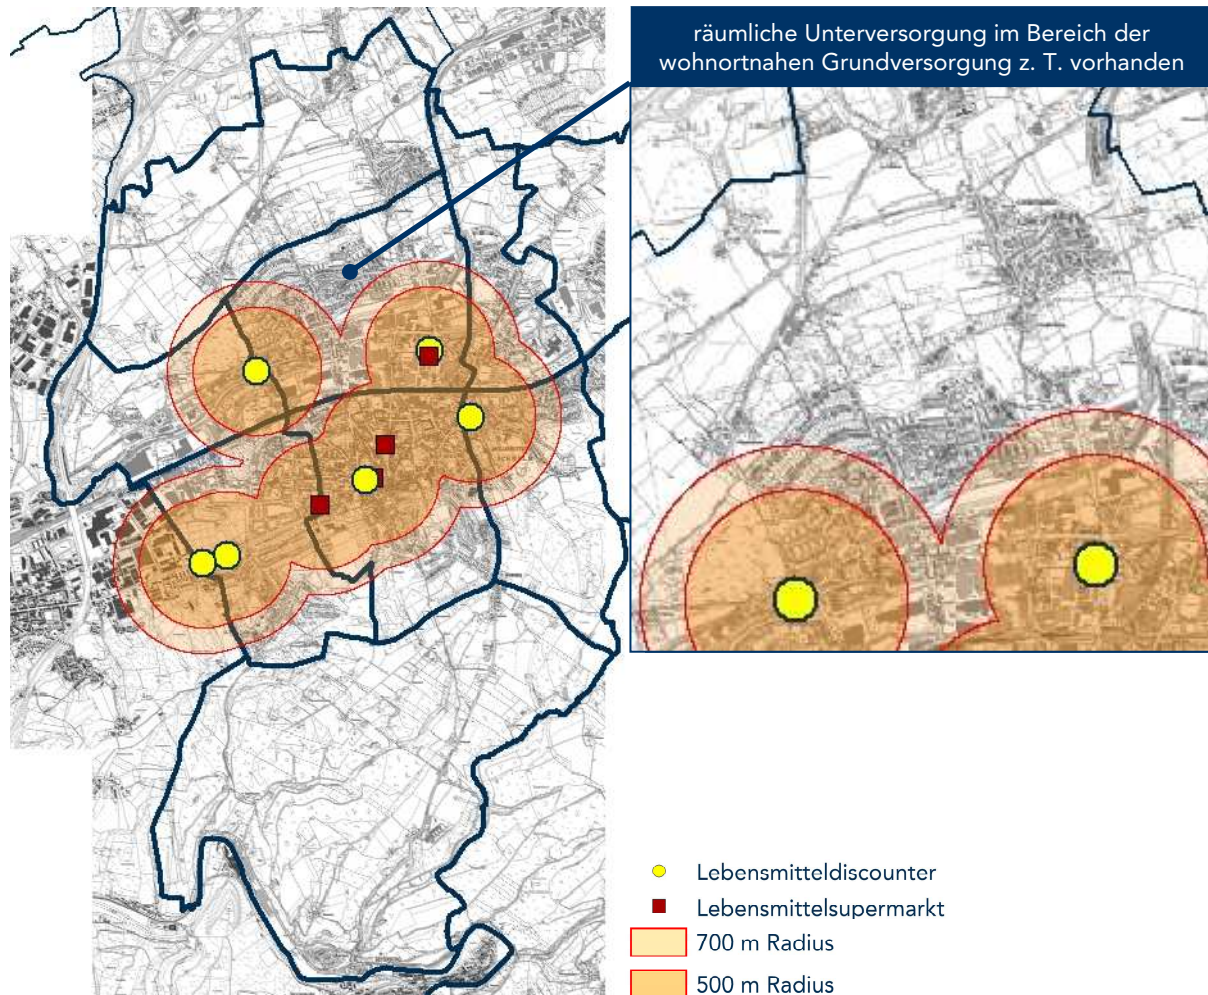 räumliche Unterversorgung im Bereich der
wohnortnahen Grundversorgung z. T. vorhanden
Lebensmitteldiscounter
Lebensmittelsupermarkt
700 m Radius
500 m Radius